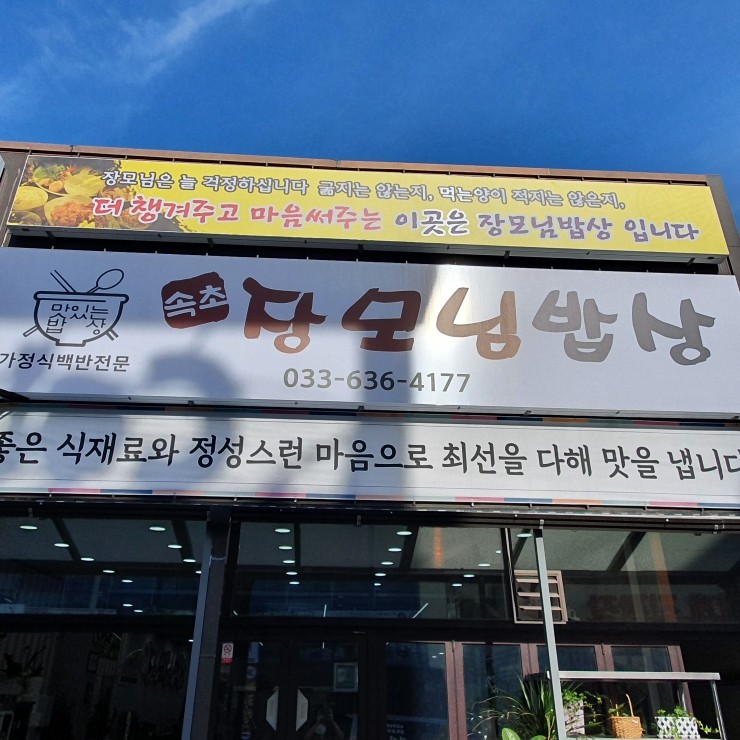 장모님은 늘 걱정하십니다 굶지는 않는지, 먹는양이 적지는 않은지,
더 챙겨주고 마음써주는 이곳은 장모님밥상 입니다
맛있는
밥상
가정식백반전문
속초 장모님밥상
033-636-4177
좋은 식재료와 정성스런 마음으로 최선을 다해 맛을 냅니다